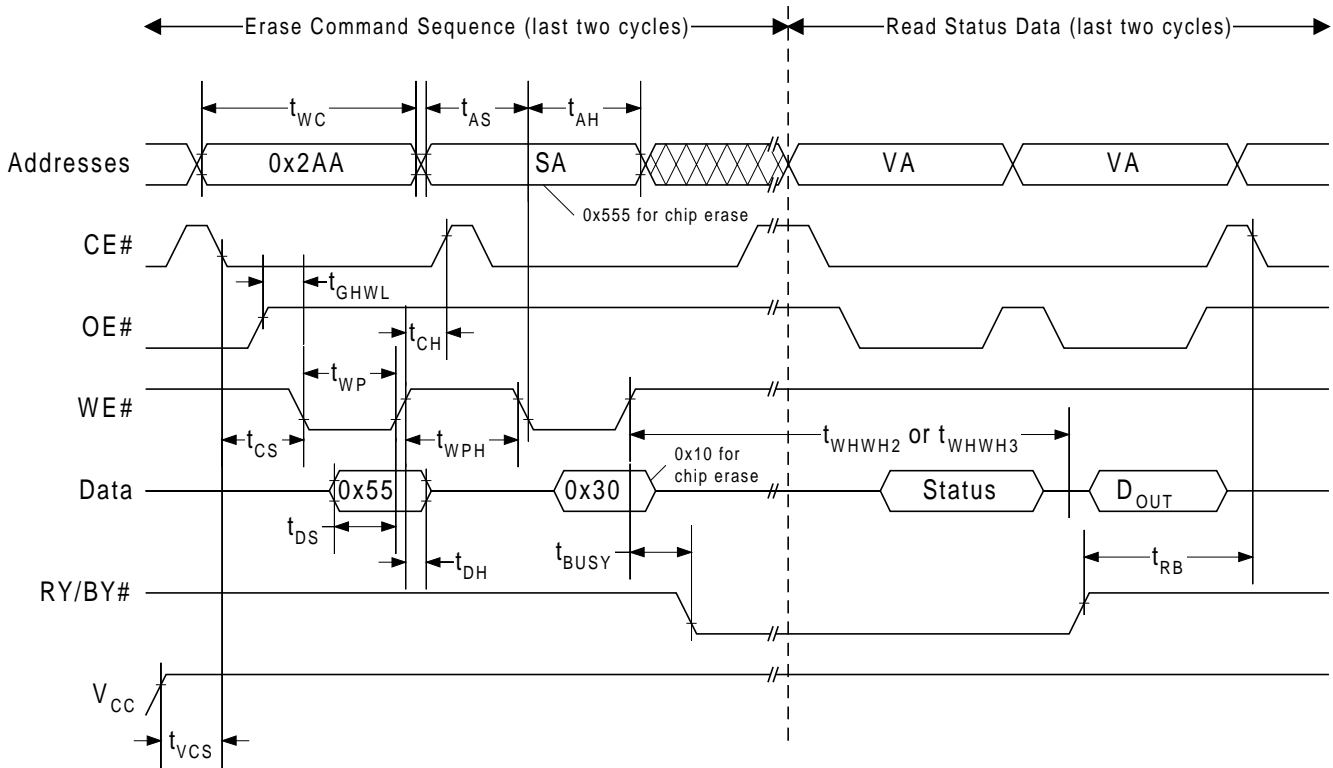 Erase Command Sequence (last two cycles) Read Status Data (last two cycles)
tWC tAS tAH
Addresses 0x2AA SA VA VA
0x555 for chip erase
CE#
tGHWL
OE#
tCH
tWP
WE#
tCS tWPH tWHWH2 or tWHWH3
0x10 for
chip erase
Data 0x55 0x30 Status DOUT
tDS tDH tBUSY tRB
RY/BY#
VCC
tVCS